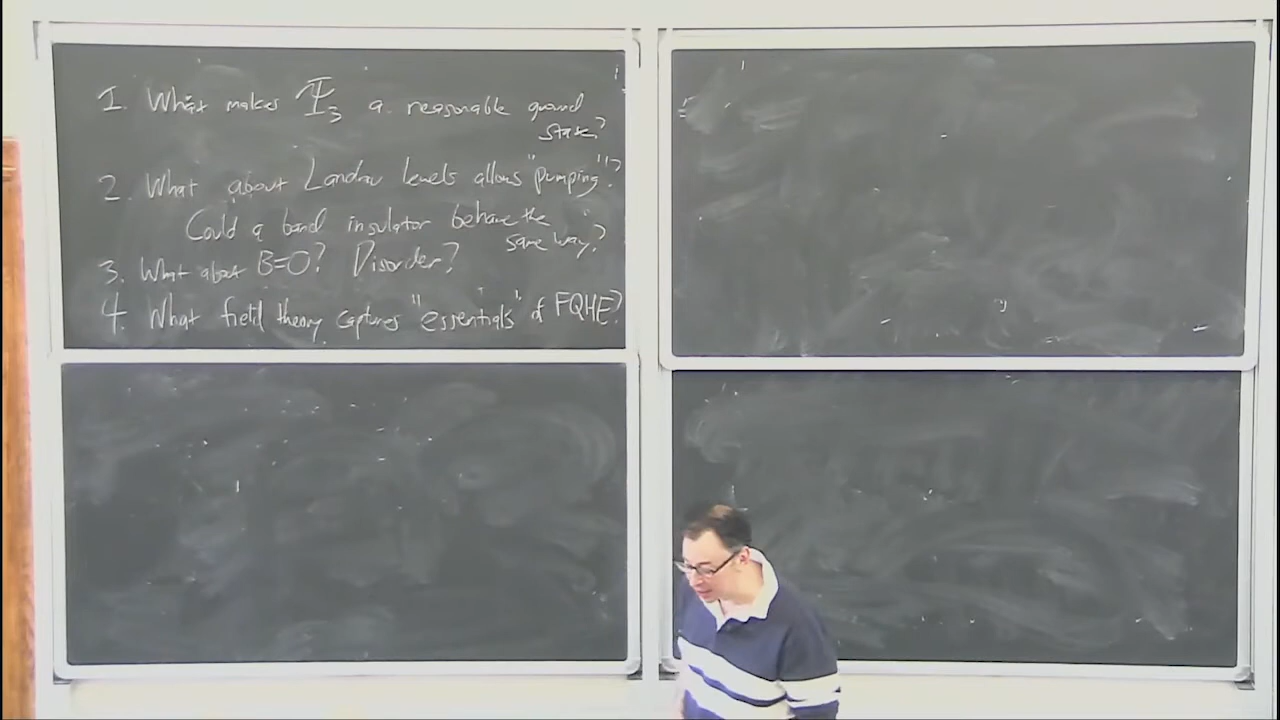 1. What makes Ψ₃ a reasonable ground
state?
2. What about Landau levels allows "pumping"?
Could a band insulator behave the
same way?
3. What about B=0? Disorder?
4. What field theory captures "essentials" of FQHE?